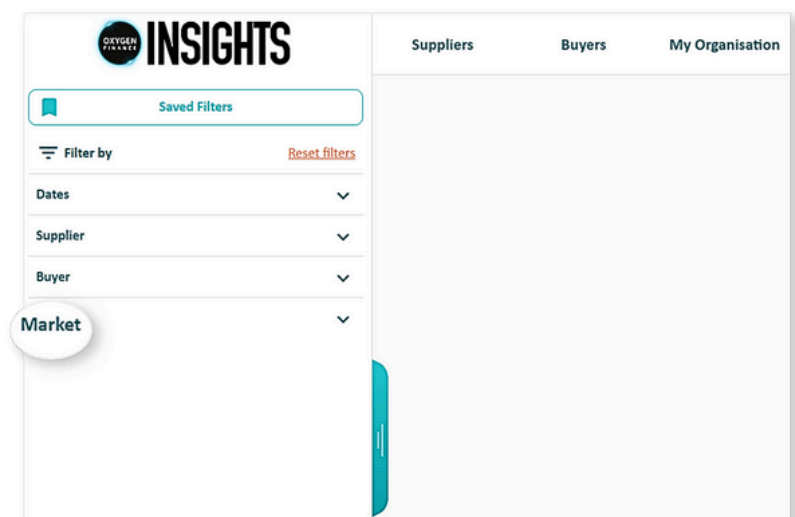 OXYGEN
FINANCE
INSIGHTS
Suppliers
Buyers
My Organisation
Saved Filters
Filter by
Reset filters
Dates
Supplier
Buyer
Market